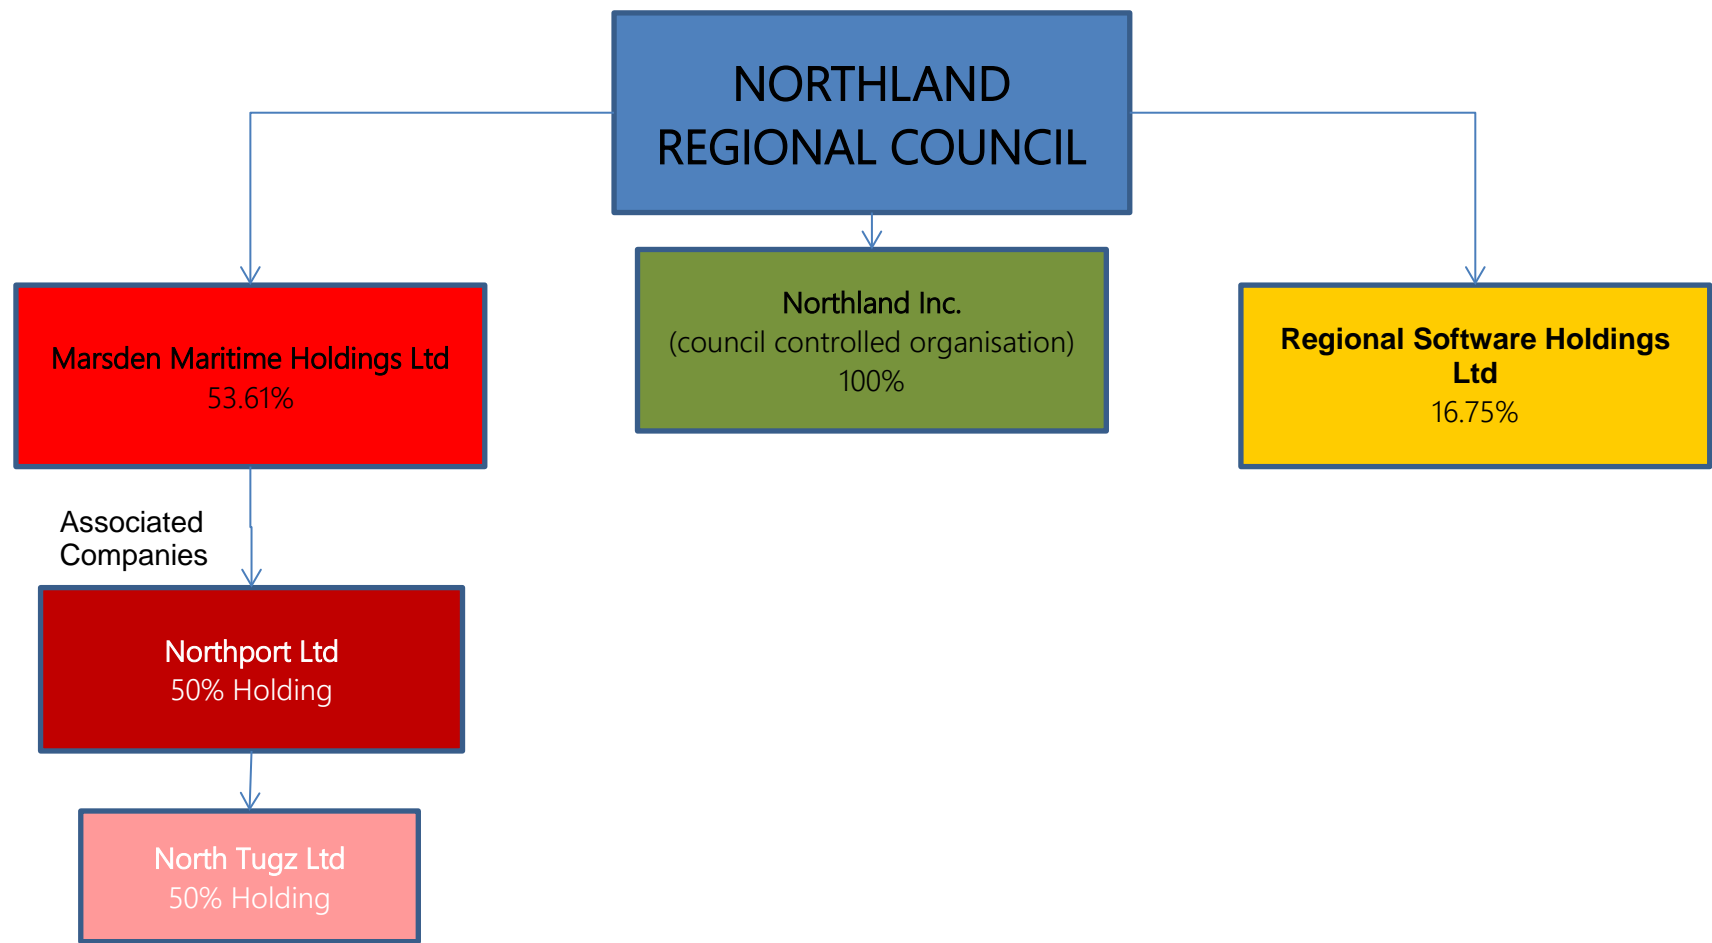 NORTHLAND
REGIONAL COUNCIL
Marsden Maritime Holdings Ltd
53.61%
Northland Inc.
(council controlled organisation)
100%
Regional Software Holdings
Ltd
16.75%
Associated
Companies
Northport Ltd
50% Holding
North Tugz Ltd
50% Holding